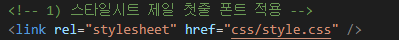 <!-- 1) 스타일시트 제일 첫줄 폰트 적용 -->
<link rel="stylesheet" href="css/style.css" />